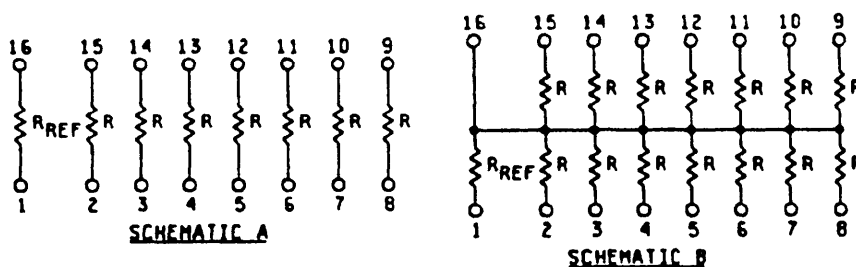 16 15 14 13 12 11 10 9
R_REF R R R R R R R
1 2 3 4 5 6 7 8
SCHEMATIC A
16 15 14 13 12 11 10 9
R R R R R R R
R_REF R R R R R R R
1 2 3 4 5 6 7 8
SCHEMATIC B